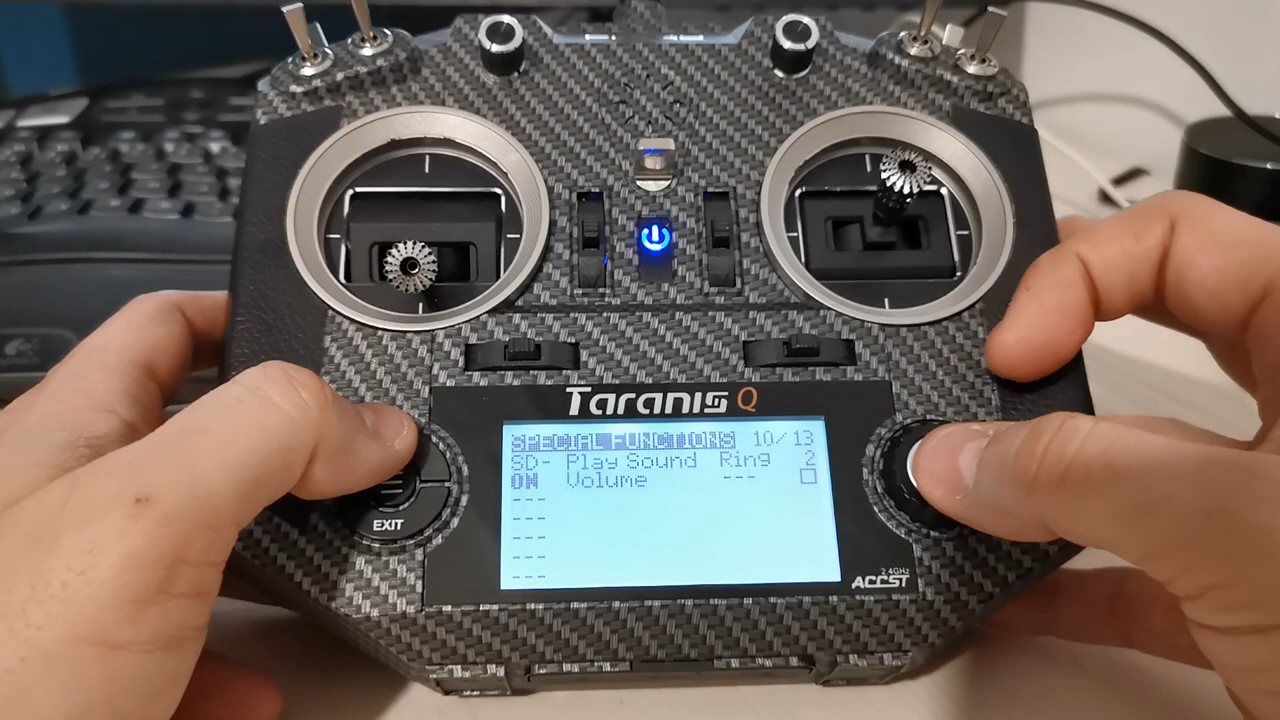 Taranis Q
SPECIAL FUNCTIONS 10/13
SD- Play Sound Ring 2
ON Volume --- □
---
---
---
---
---
EXIT
2.4GHz
ACCST